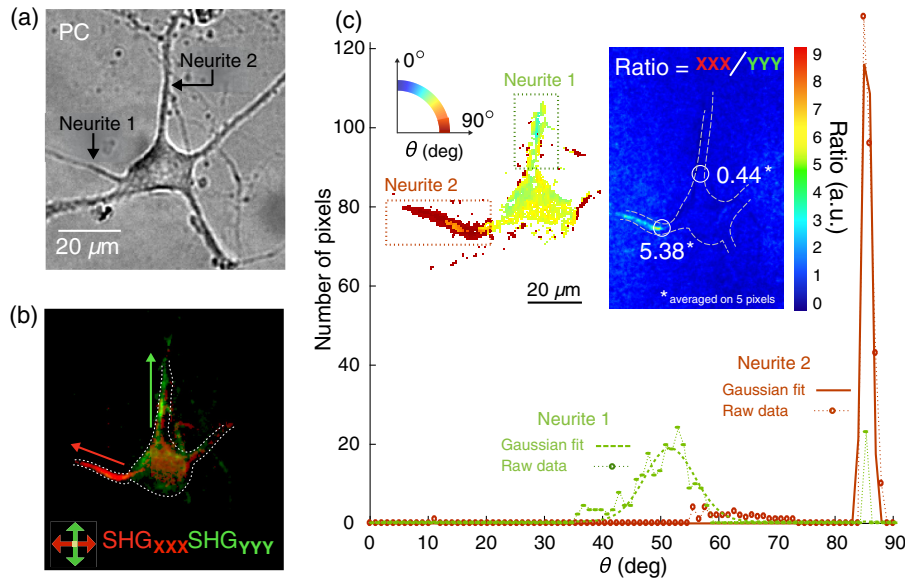 (a)
PC
Neurite 2
Neurite 1
20 µm
(b)
SHGXXXSHGYYY
(c)
120
100
80
60
40
20
0
Number of pixels
0
10
20
30
40
50
60
70
80
90
θ (deg)
0°
90°
θ (deg)
Neurite 1
Neurite 2
20 µm
Ratio = XXX/YYY
0.44*
5.38*
* averaged on 5 pixels
9
8
7
6
5
4
3
2
1
0
Ratio (a.u.)
Neurite 2
Gaussian fit
Raw data
Neurite 1
Gaussian fit
Raw data